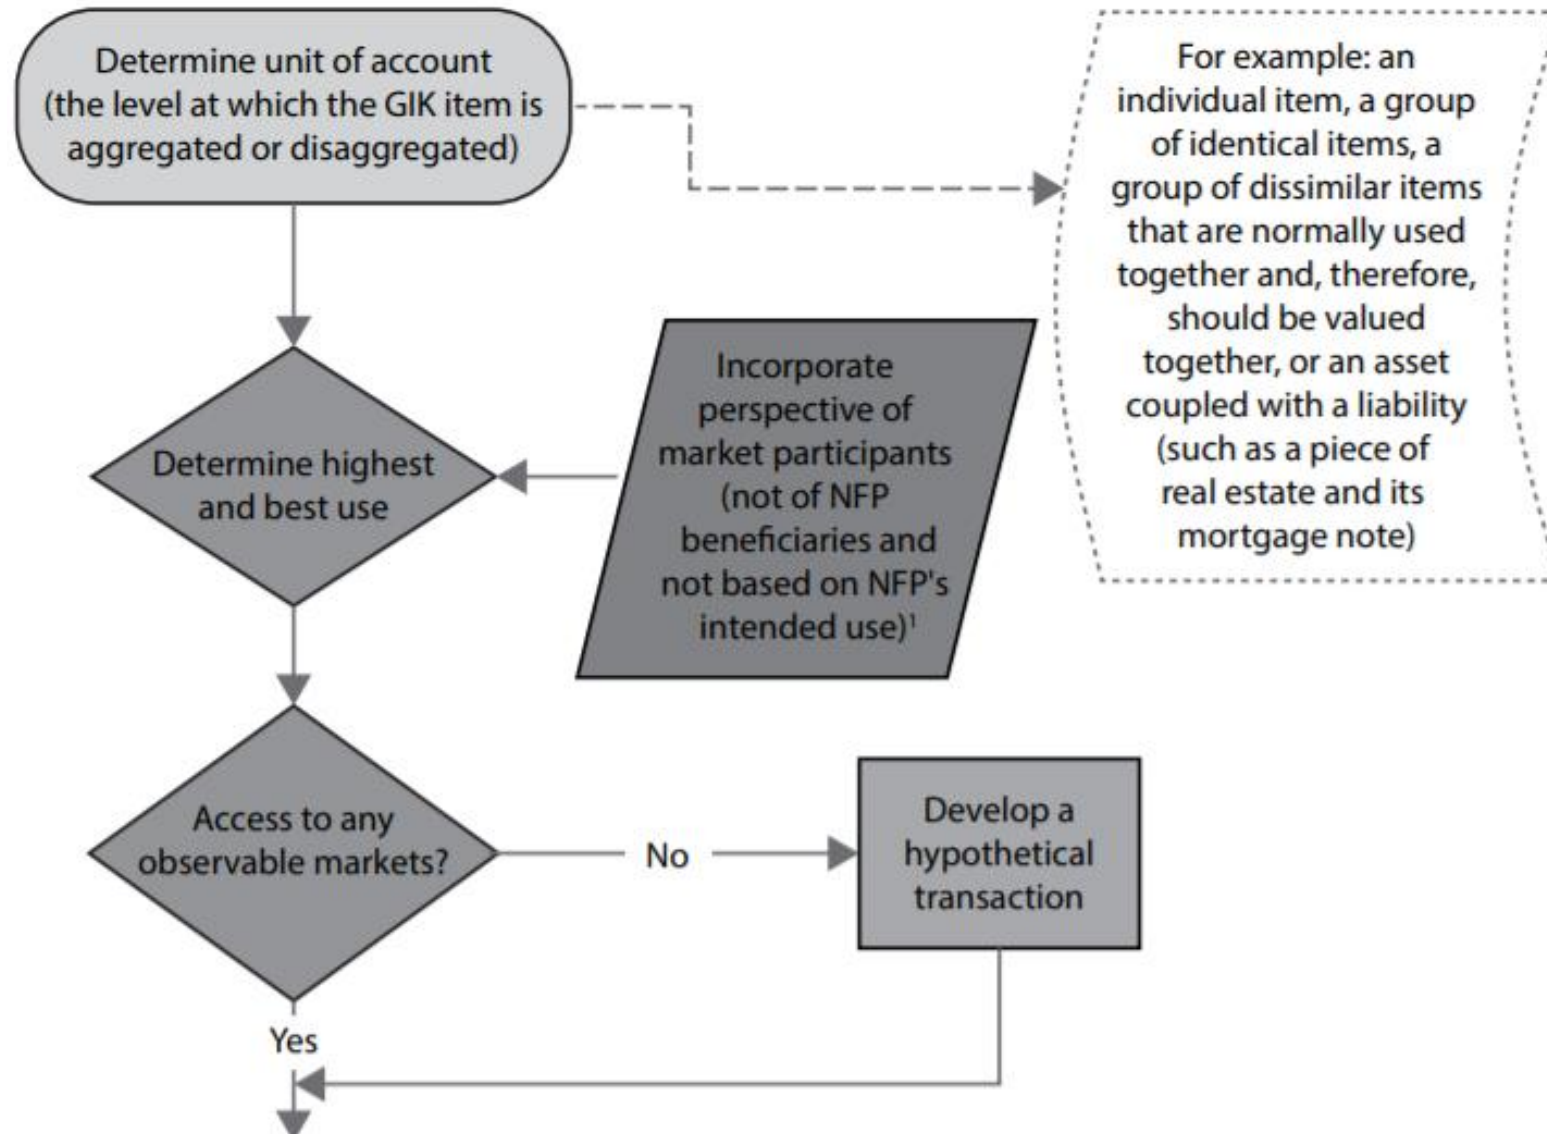 Determine unit of account
(the level at which the GIK item is
aggregated or disaggregated)
For example: an
individual item, a group
of identical items, a
group of dissimilar items
that are normally used
together and, therefore,
should be valued
together, or an asset
coupled with a liability
(such as a piece of
real estate and its
mortgage note)
Incorporate
perspective of
market participants
(not of NFP
beneficiaries and
not based on NFP's
intended use)¹
Determine highest
and best use
Access to any
observable markets?
No
Develop a
hypothetical
transaction
Yes